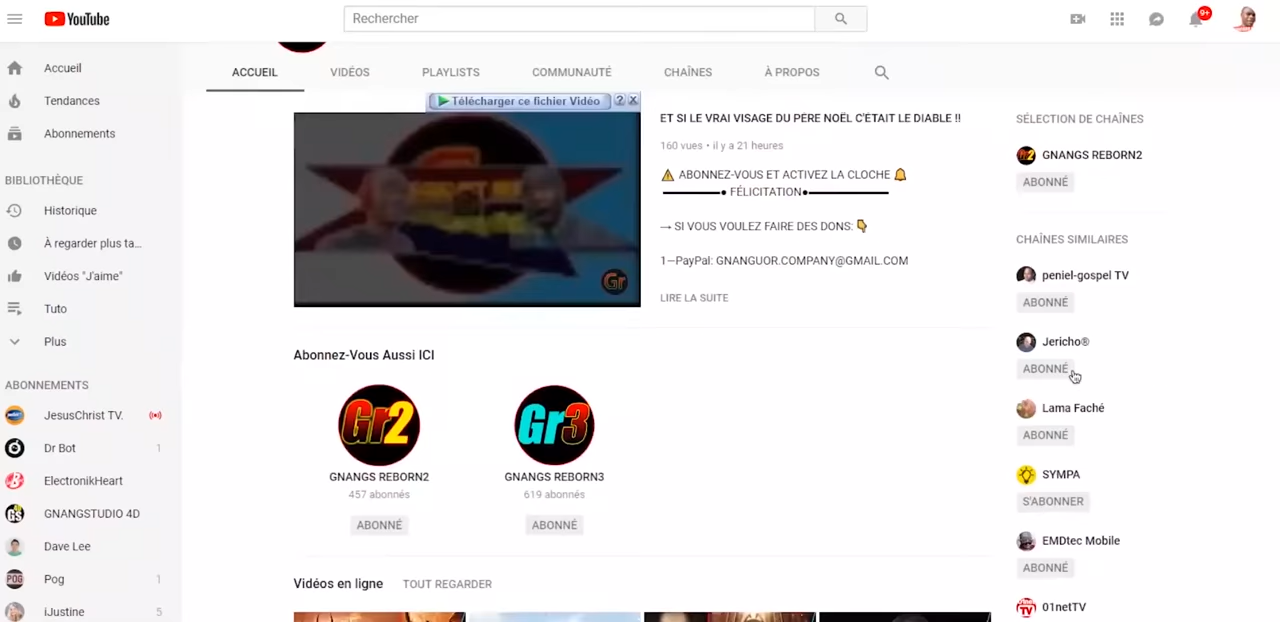 YouTube
Rechercher
9+
Accueil
Tendances
Abonnements
BIBLIOTHÈQUE
Historique
À regarder plus ta...
Vidéos "J'aime"
Tuto
Plus
ABONNEMENTS
JesusChrist TV.
Dr Bot 1
ElectronikHeart
GNANGSTUDIO 4D
Dave Lee
Pog 1
iJustine 5
ACCUEIL VIDÉOS PLAYLISTS COMMUNAUTÉ CHAÎNES À PROPOS
Télécharger ce fichier Vidéo ? X
Gr
ET SI LE VRAI VISAGE DU PÈRE NOËL C'ETAIT LE DIABLE !!
160 vues • il y a 21 heures
ABONNEZ-VOUS ET ACTIVEZ LA CLOCHE
● FÉLICITATION●
→ SI VOUS VOULEZ FAIRE DES DONS:
1—PayPal: GNANGUOR.COMPANY@GMAIL.COM
LIRE LA SUITE
Abonnez-Vous Aussi ICI
Gr2 Gr3
GNANGS REBORN2 GNANGS REBORN3
457 abonnés 619 abonnés
ABONNÉ ABONNÉ
Vidéos en ligne TOUT REGARDER
SÉLECTION DE CHAÎNES
GNANGS REBORN2
ABONNÉ
CHAÎNES SIMILAIRES
peniel-gospel TV
ABONNÉ
Jericho®
ABONNÉ
Lama Faché
ABONNÉ
SYMPA
S'ABONNER
EMDtec Mobile
ABONNÉ
01netTV